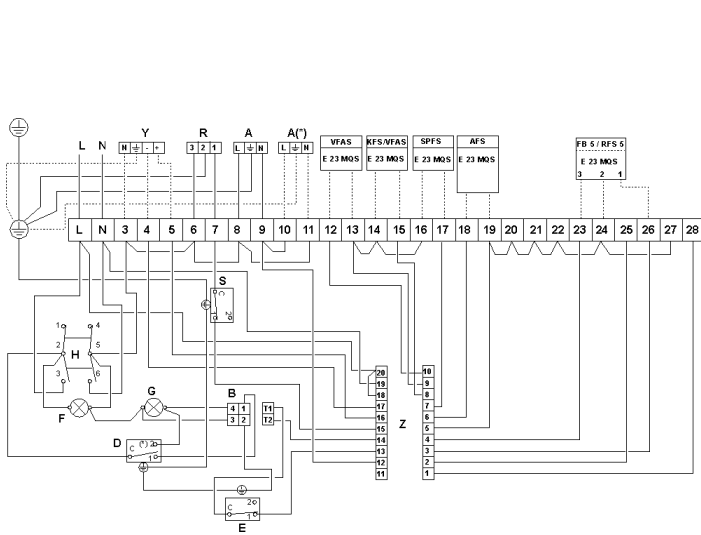 Y R A A(*)
L N N - + 3 2 1 L N L N
VFAS KFS/VFAS SPFS AFS FB 5 / RFS 5
E 23 MQS E 23 MQS E 23 MQS E 23 MQS E 23 MQS
3 2 1
L N 3 4 5 6 7 8 9 10 11 12 13 14 15 16 17 18 19 20 21 22 23 24 25 26 27 28
S
C
1 2
1 4
2 H 5
3 6
F
G
B
4 1
3 2
T1
T2
D
C (*) 2
1
E
C 2
1
Z
20
19
18
17
16
15
14
13
12
11
10
9
8
7
6
5
4
3
2
1